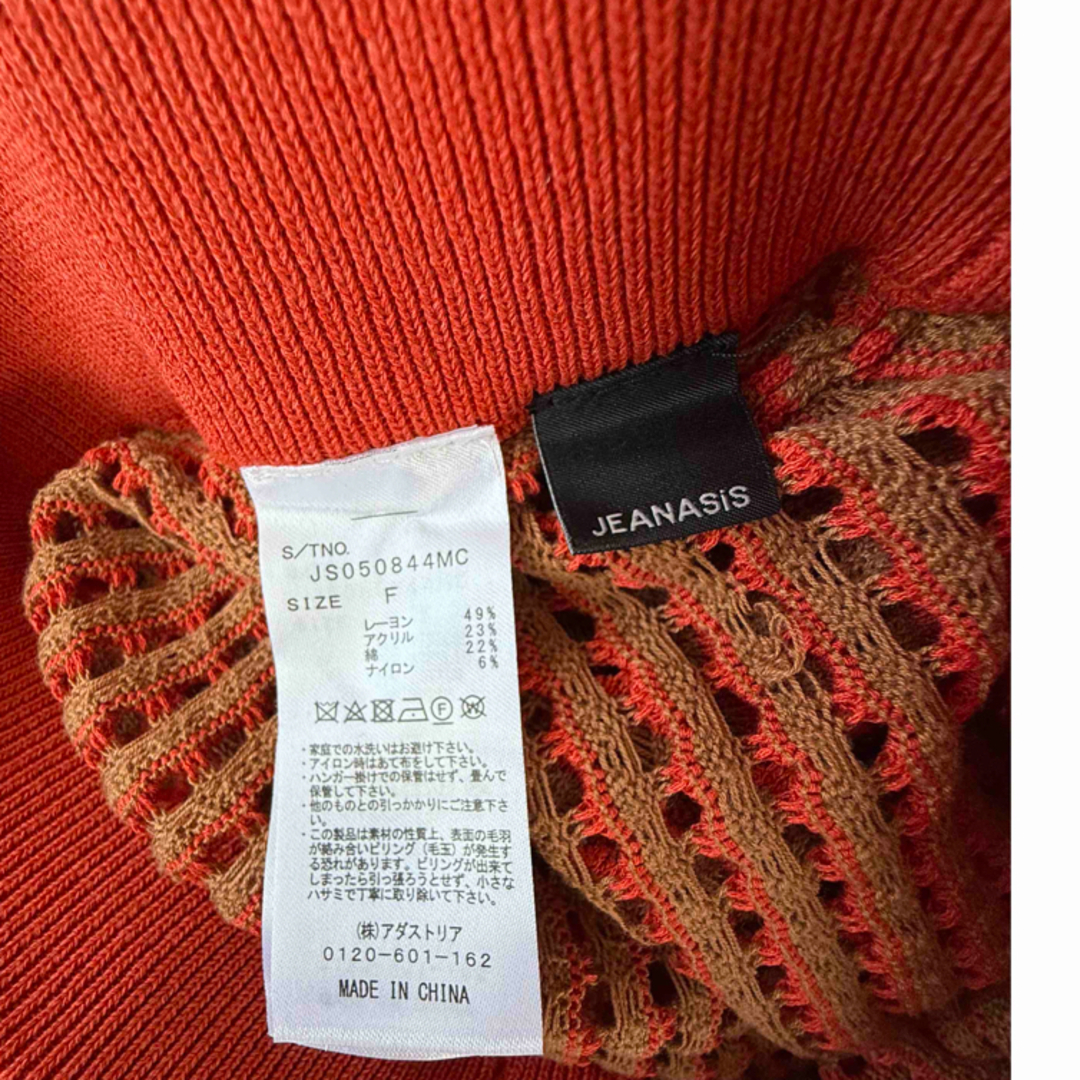 JEANASiS
S/TNO.
JS050844MC
SIZE F
レーヨン 49%
アクリル 23%
綿 22%
ナイロン 6%
・家庭での水洗いはお避け下さい。
・アイロン時はあて布をして下さい。
・ハンガー掛けでの保管はせず、畳んで
保管して下さい。
・他のものとの引っかかりにご注意下さ
い。
・この製品は素材の性質上、表面の毛羽
が絡み合いピリング（毛玉）が発生す
る恐れがあります。ピリングが出来て
しまったら引っ張ろうとせず、小さな
ハサミで丁寧に取り除いて下さい。
(株)アダストリア
0120-601-162
MADE IN CHINA